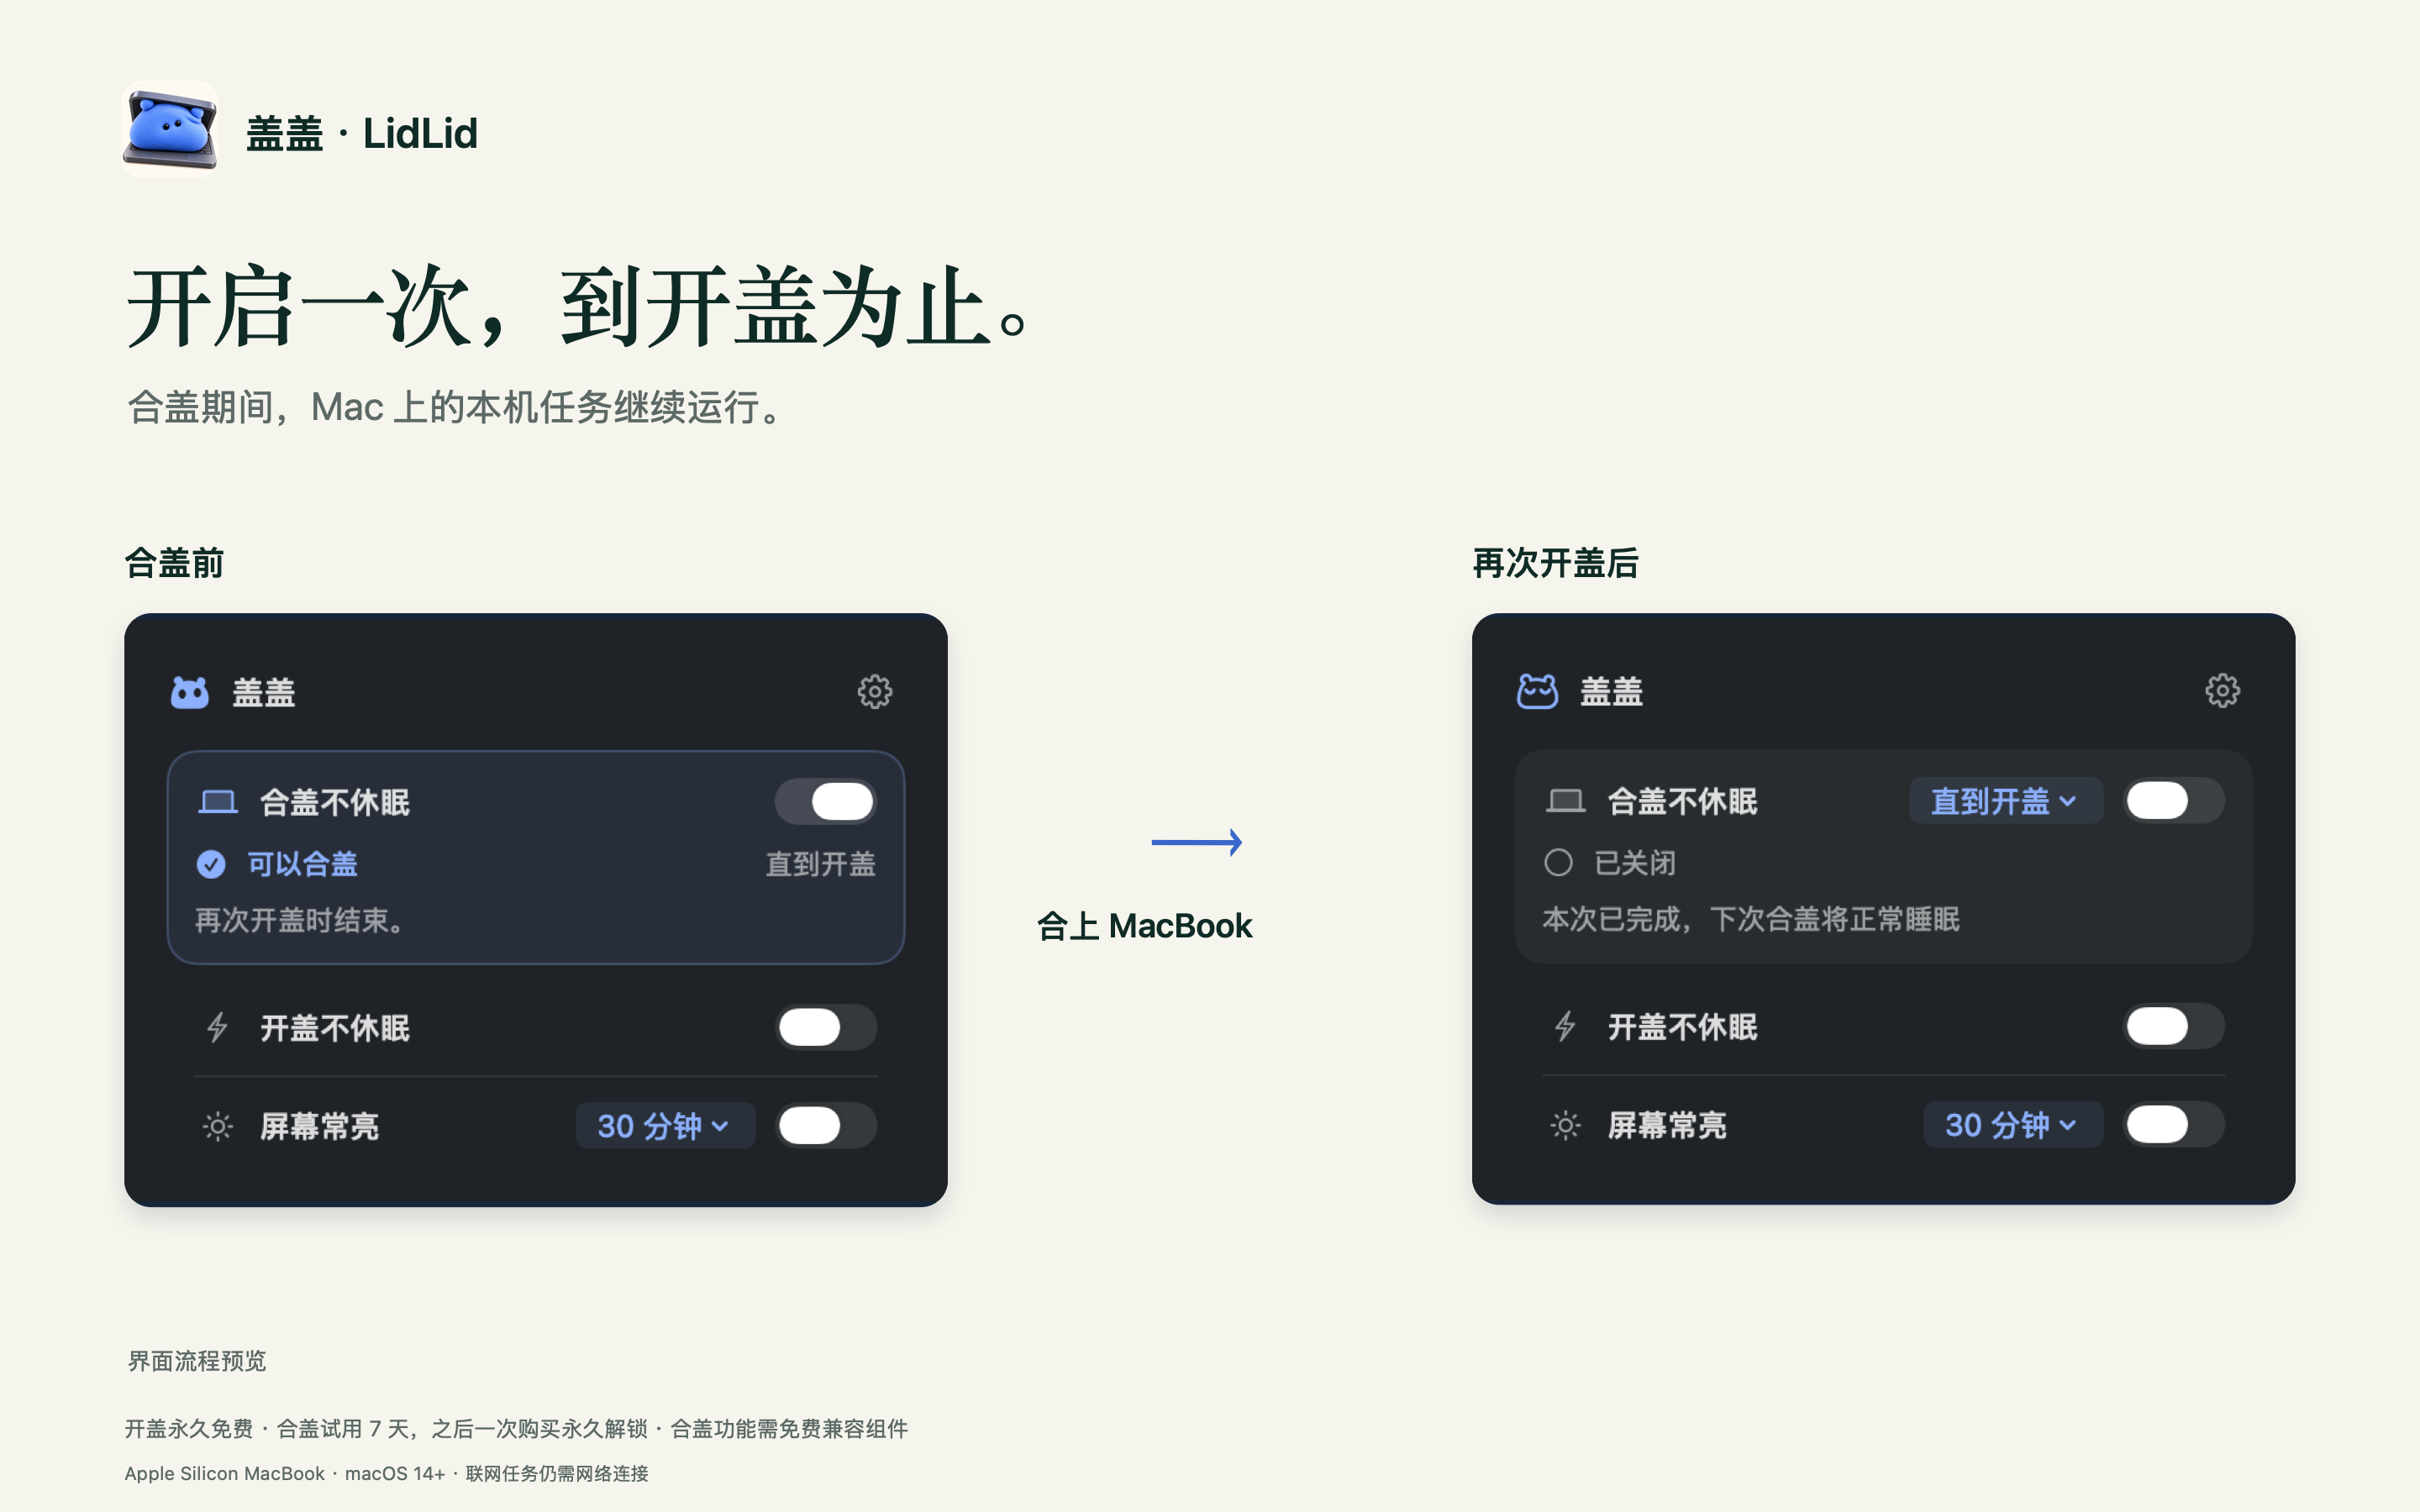 盖盖 · LidLid
开启一次，到开盖为止。
合盖期间，Mac 上的本机任务继续运行。
合盖前
盖盖
合盖不休眠
可以合盖 直到开盖
再次开盖时结束。
开盖不休眠
屏幕常亮 30 分钟
合上 MacBook
再次开盖后
盖盖
合盖不休眠 直到开盖
已关闭
本次已完成，下次合盖将正常睡眠
开盖不休眠
屏幕常亮 30 分钟
界面流程预览
开盖永久免费 · 合盖试用 7 天，之后一次购买永久解锁 · 合盖功能需免费兼容组件
Apple Silicon MacBook · macOS 14+ · 联网任务仍需网络连接